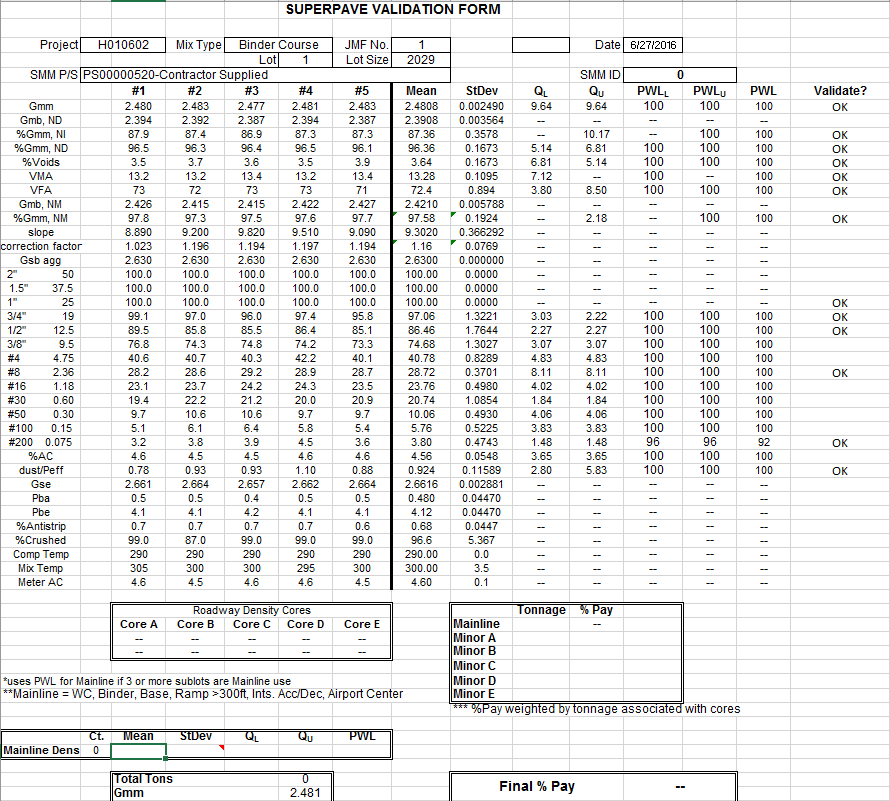 SUPERPAVE VALIDATION FORM
Project H010602 Mix Type Binder Course JMF No. 1 Date 6/27/2016
Lot 1 Lot Size 2029
SMM P/S PS00000520-Contractor Supplied SMM ID 0
#1 #2 #3 #4 #5 Mean StDev QL QU PWLL PWLU PWL Validate?
Gmm 2.480 2.483 2.477 2.481 2.483 2.4808 0.002490 9.64 9.64 100 100 100 OK
Gmb, ND 2.394 2.392 2.387 2.394 2.387 2.3908 0.003564 -- -- -- -- --
%Gmm, NI 87.9 87.4 86.9 87.3 87.3 87.36 0.3578 -- 10.17 -- 100 100 OK
%Gmm, ND 96.5 96.3 96.4 96.5 96.1 96.36 0.1673 5.14 6.81 100 100 100 OK
%Voids 3.5 3.7 3.6 3.5 3.9 3.64 0.1673 6.81 5.14 100 100 100 OK
VMA 13.2 13.2 13.4 13.2 13.4 13.28 0.1095 7.12 -- 100 -- 100 OK
VFA 73 72 73 73 71 72.4 0.894 3.80 8.50 100 100 100 OK
Gmb, NM 2.426 2.415 2.415 2.422 2.427 2.4210 0.005788 -- -- -- -- --
%Gmm, NM 97.8 97.3 97.5 97.6 97.7 97.58 0.1924 -- 2.18 -- 100 100 OK
slope 8.890 9.200 9.820 9.510 9.090 9.3020 0.366292 -- -- -- -- --
correction factor 1.023 1.196 1.194 1.197 1.194 1.16 0.0769 -- -- -- -- --
Gsb agg 2.630 2.630 2.630 2.630 2.630 2.6300 0.000000 -- -- -- -- --
2" 50 100.0 100.0 100.0 100.0 100.0 100.00 0.0000 -- -- -- -- --
1.5" 37.5 100.0 100.0 100.0 100.0 100.0 100.00 0.0000 -- -- -- -- --
1" 25 100.0 100.0 100.0 100.0 100.0 100.00 0.0000 -- -- -- -- -- OK
3/4" 19 99.1 97.0 96.0 97.4 95.8 97.06 1.3221 3.03 2.22 100 100 100 OK
1/2" 12.5 89.5 85.8 85.5 86.4 85.1 86.46 1.7644 2.27 2.27 100 100 100 OK
3/8" 9.5 76.8 74.3 74.8 74.2 73.3 74.68 1.3027 3.07 3.07 100 100 100
#4 4.75 40.6 40.7 40.3 42.2 40.1 40.78 0.8289 4.83 4.83 100 100 100
#8 2.36 28.2 28.6 29.2 28.9 28.7 28.72 0.3701 8.11 8.11 100 100 100 OK
#16 1.18 23.1 23.7 24.2 24.3 23.5 23.76 0.4980 4.02 4.02 100 100 100
#30 0.60 19.4 22.2 21.2 20.0 20.9 20.74 1.0854 1.84 1.84 100 100 100
#50 0.30 9.7 10.6 10.6 9.7 9.7 10.06 0.4930 4.06 4.06 100 100 100
#100 0.15 5.1 6.1 6.4 5.8 5.4 5.76 0.5225 3.83 3.83 100 100 100
#200 0.075 3.2 3.8 3.9 4.5 3.6 3.80 0.4743 1.48 1.48 96 96 92 OK
%AC 4.6 4.5 4.5 4.6 4.6 4.56 0.0548 3.65 3.65 100 100 100
dust/Peff 0.78 0.93 0.93 1.10 0.88 0.924 0.11589 2.80 5.83 100 100 100 OK
Gse 2.661 2.664 2.657 2.662 2.664 2.6616 0.002881 -- -- -- -- --
Pba 0.5 0.5 0.4 0.5 0.5 0.480 0.04470 -- -- -- -- --
Pbe 4.1 4.1 4.2 4.1 4.1 4.12 0.04470 -- -- -- -- --
%Antistrip 0.7 0.7 0.7 0.7 0.6 0.68 0.0447 -- -- -- -- --
%Crushed 99.0 87.0 99.0 99.0 99.0 96.6 5.367 -- -- -- -- --
Comp Temp 290 290 290 290 290 290.00 0.0 -- -- -- -- --
Mix Temp 305 300 300 295 300 300.00 3.5 -- -- -- -- --
Meter AC 4.6 4.5 4.6 4.6 4.5 4.60 0.1 -- -- -- -- --
Roadway Density Cores Tonnage % Pay
Core A Core B Core C Core D Core E Mainline --
-- -- -- -- -- Minor A
-- -- -- -- -- Minor B
Minor C
*uses PWL for Mainline if 3 or more sublots are Mainline use Minor D
**Mainline = WC, Binder, Base, Ramp >300ft, Ints. Acc/Dec, Airport Center Minor E
*** %Pay weighted by tonnage associated with cores
Ct. Mean StDev QL QU PWL
Mainline Dens 0
Total Tons 0
Gmm 2.481
Final % Pay --